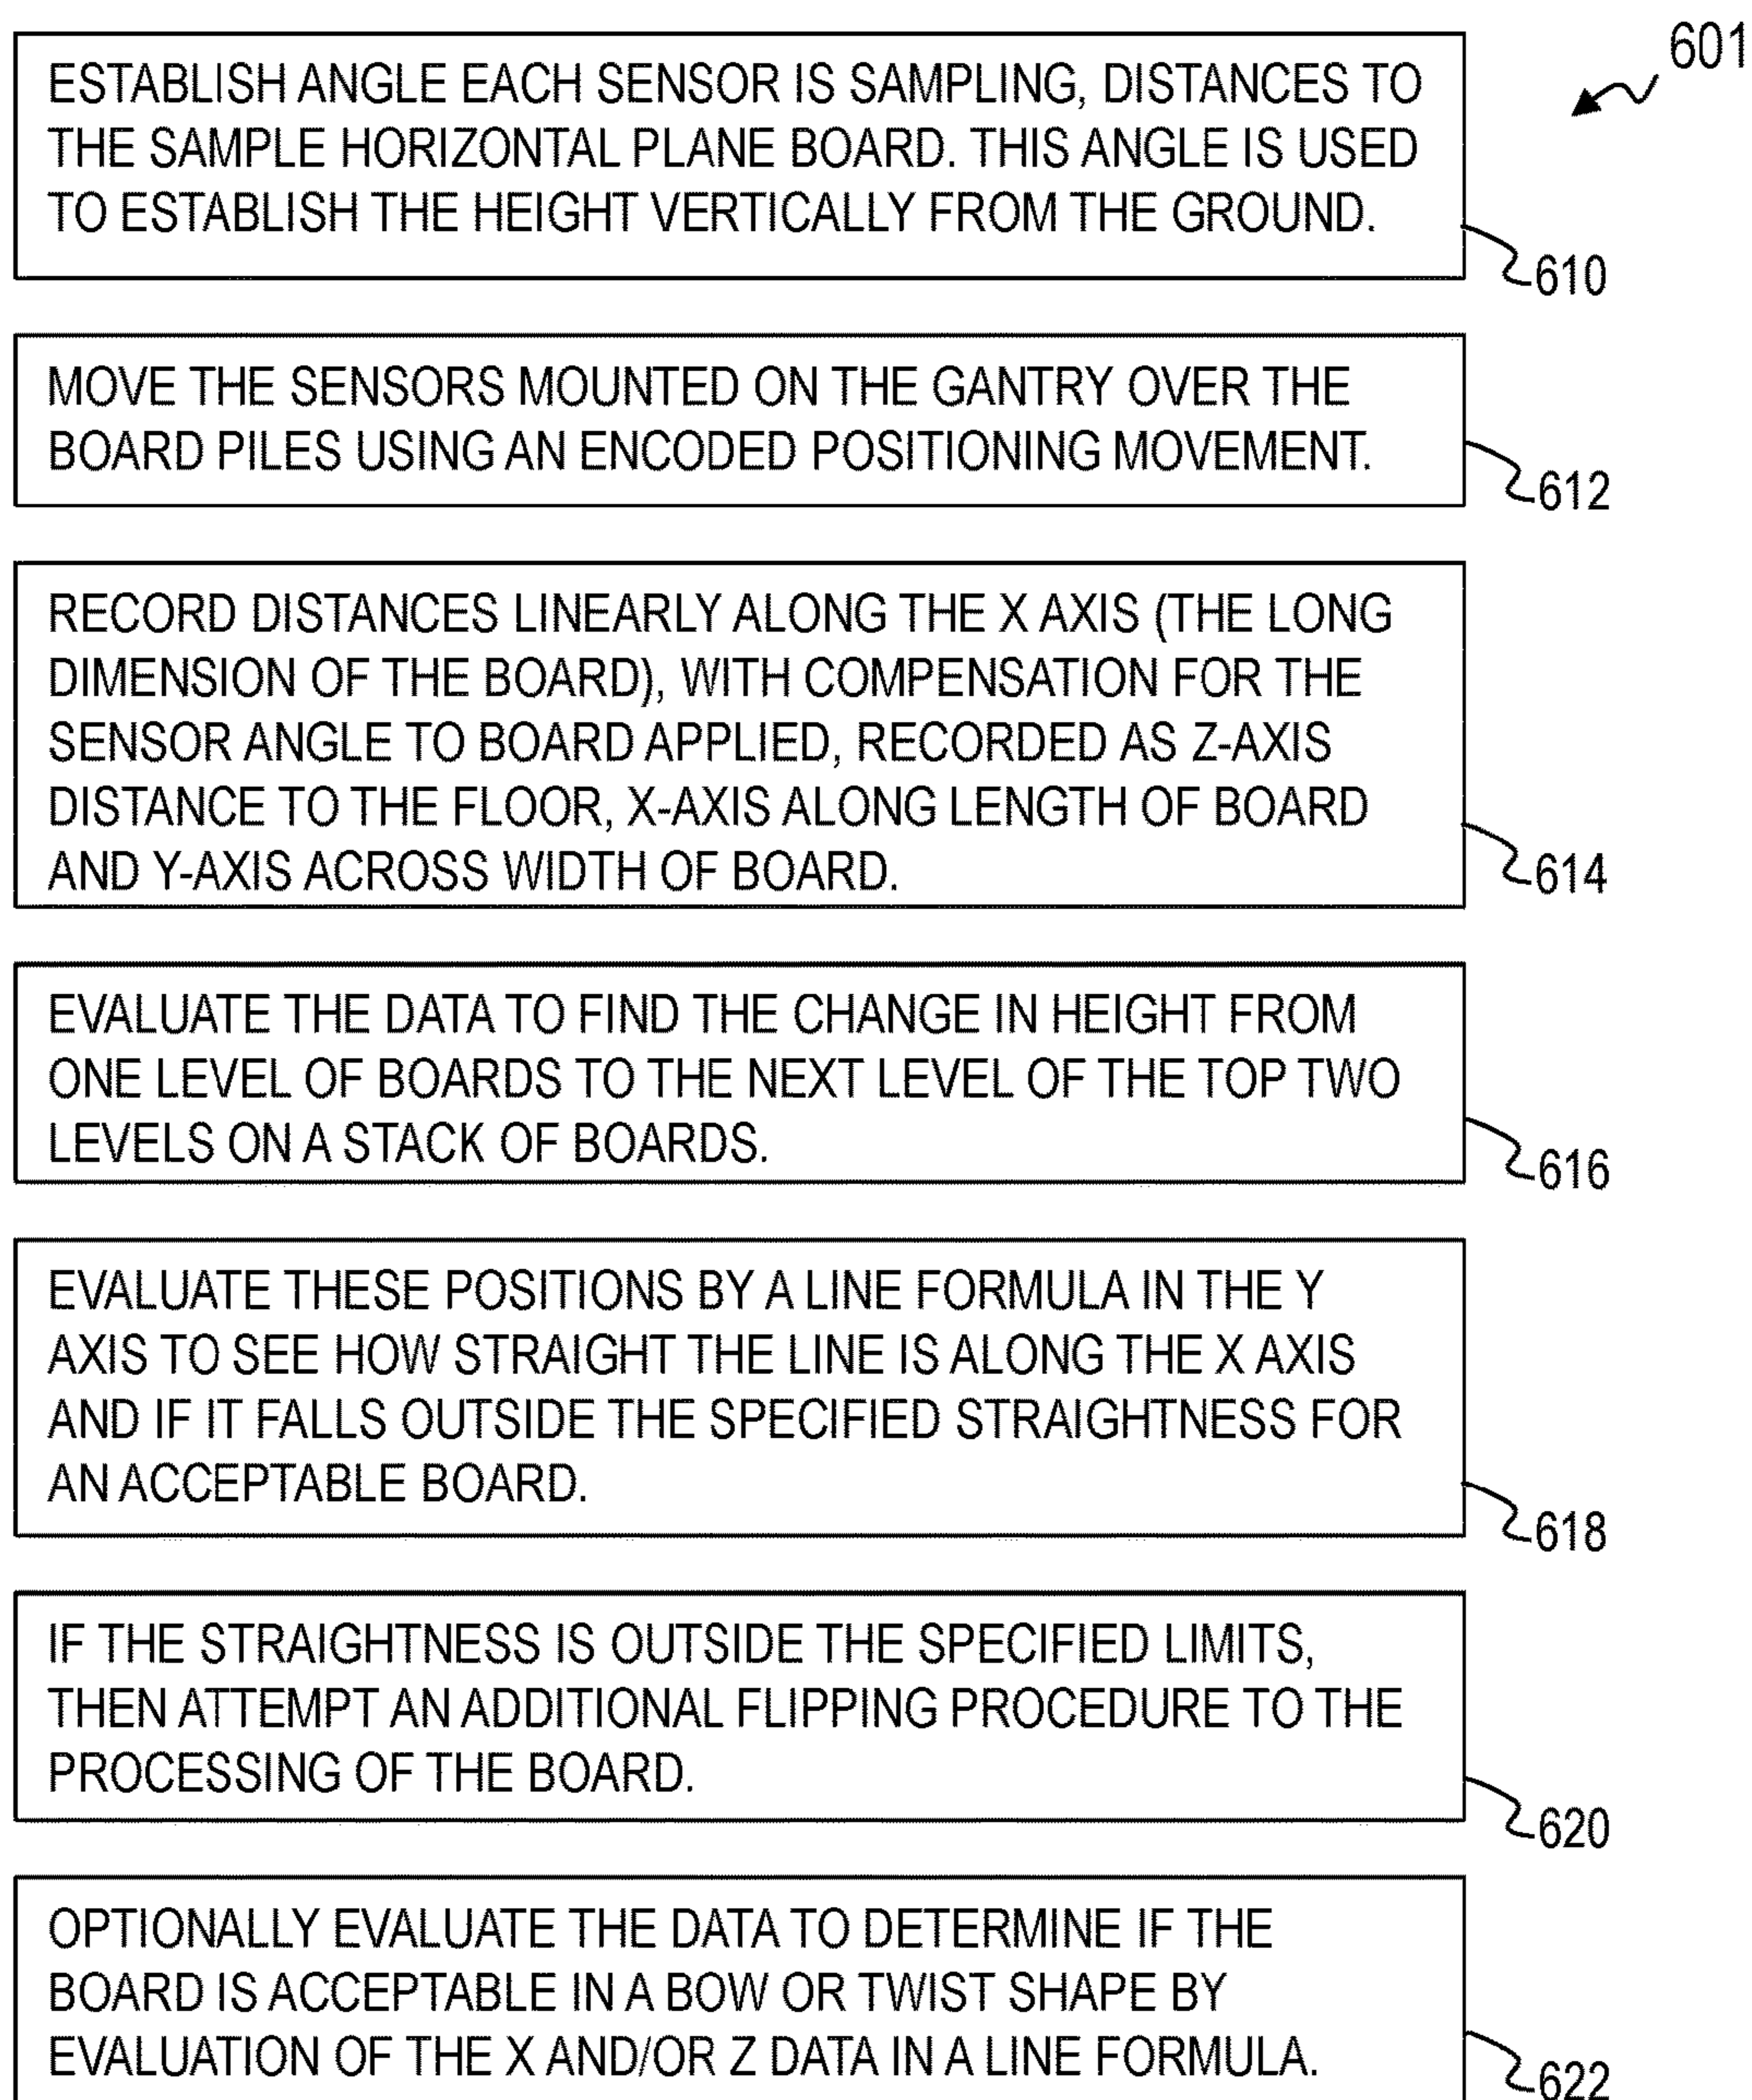 601
ESTABLISH ANGLE EACH SENSOR IS SAMPLING, DISTANCES TO
THE SAMPLE HORIZONTAL PLANE BOARD. THIS ANGLE IS USED
TO ESTABLISH THE HEIGHT VERTICALLY FROM THE GROUND.
610
MOVE THE SENSORS MOUNTED ON THE GANTRY OVER THE
BOARD PILES USING AN ENCODED POSITIONING MOVEMENT.
612
RECORD DISTANCES LINEARLY ALONG THE X AXIS (THE LONG
DIMENSION OF THE BOARD), WITH COMPENSATION FOR THE
SENSOR ANGLE TO BOARD APPLIED, RECORDED AS Z-AXIS
DISTANCE TO THE FLOOR, X-AXIS ALONG LENGTH OF BOARD
AND Y-AXIS ACROSS WIDTH OF BOARD.
614
EVALUATE THE DATA TO FIND THE CHANGE IN HEIGHT FROM
ONE LEVEL OF BOARDS TO THE NEXT LEVEL OF THE TOP TWO
LEVELS ON A STACK OF BOARDS.
616
EVALUATE THESE POSITIONS BY A LINE FORMULA IN THE Y
AXIS TO SEE HOW STRAIGHT THE LINE IS ALONG THE X AXIS
AND IF IT FALLS OUTSIDE THE SPECIFIED STRAIGHTNESS FOR
AN ACCEPTABLE BOARD.
618
IF THE STRAIGHTNESS IS OUTSIDE THE SPECIFIED LIMITS,
THEN ATTEMPT AN ADDITIONAL FLIPPING PROCEDURE TO THE
PROCESSING OF THE BOARD.
620
OPTIONALLY EVALUATE THE DATA TO DETERMINE IF THE
BOARD IS ACCEPTABLE IN A BOW OR TWIST SHAPE BY
EVALUATION OF THE X AND/OR Z DATA IN A LINE FORMULA.
622